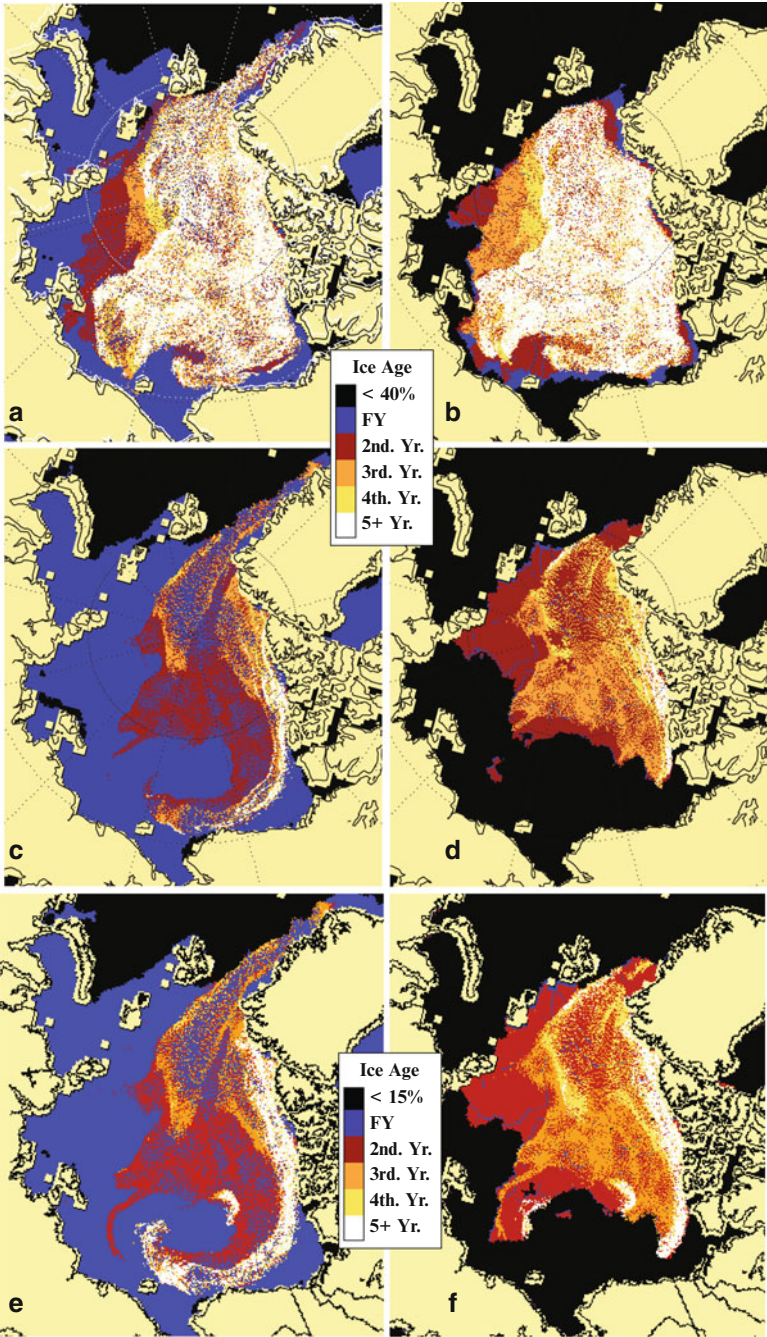 a
b
Ice Age
< 40%
FY
2nd. Yr.
3rd. Yr.
4th. Yr.
5+ Yr.
c
d
Ice Age
< 15%
FY
2nd. Yr.
3rd. Yr.
4th. Yr.
5+ Yr.
e
f